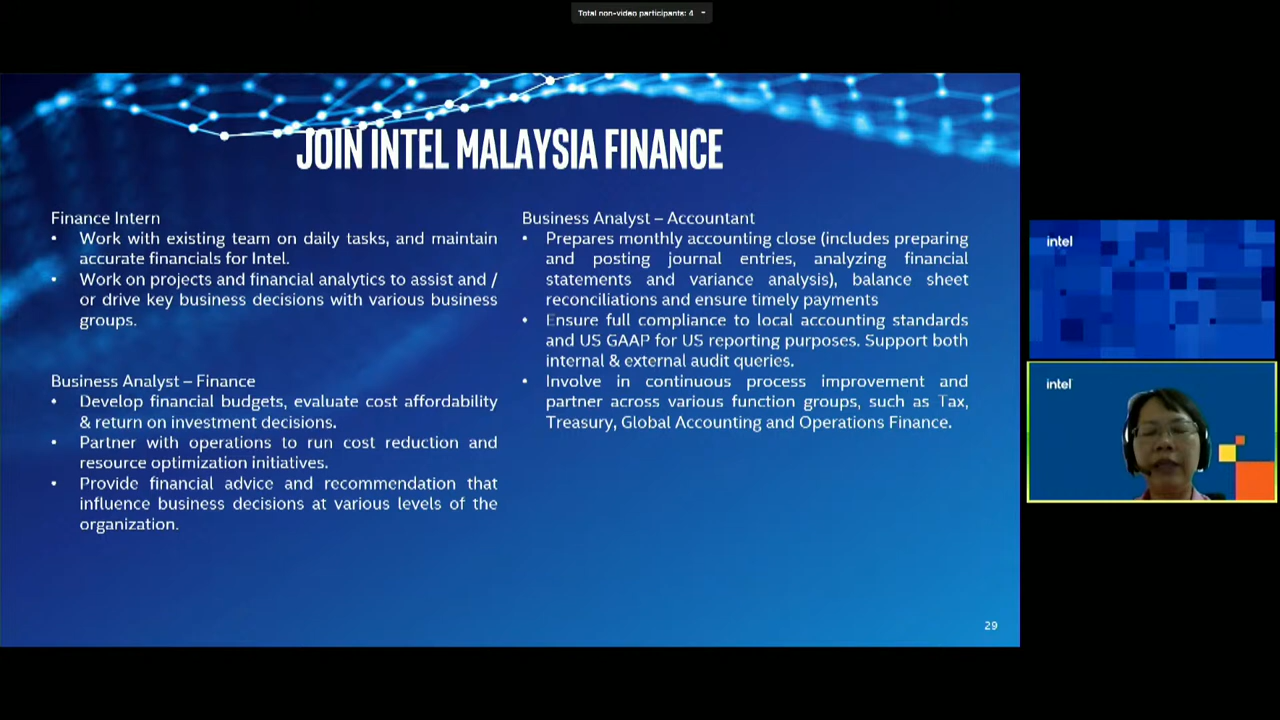 Total non-video participants: 4
JOIN INTEL MALAYSIA FINANCE
Finance Intern
• Work with existing team on daily tasks, and maintain
accurate financials for Intel.
• Work on projects and financial analytics to assist and /
or drive key business decisions with various business
groups.
Business Analyst – Finance
• Develop financial budgets, evaluate cost affordability
& return on investment decisions.
• Partner with operations to run cost reduction and
resource optimization initiatives.
• Provide financial advice and recommendation that
influence business decisions at various levels of the
organization.
Business Analyst – Accountant
• Prepares monthly accounting close (includes preparing
and posting journal entries, analyzing financial
statements and variance analysis), balance sheet
reconciliations and ensure timely payments
• Ensure full compliance to local accounting standards
and US GAAP for US reporting purposes. Support both
internal & external audit queries.
• Involve in continuous process improvement and
partner across various function groups, such as Tax,
Treasury, Global Accounting and Operations Finance.
29
intel
intel